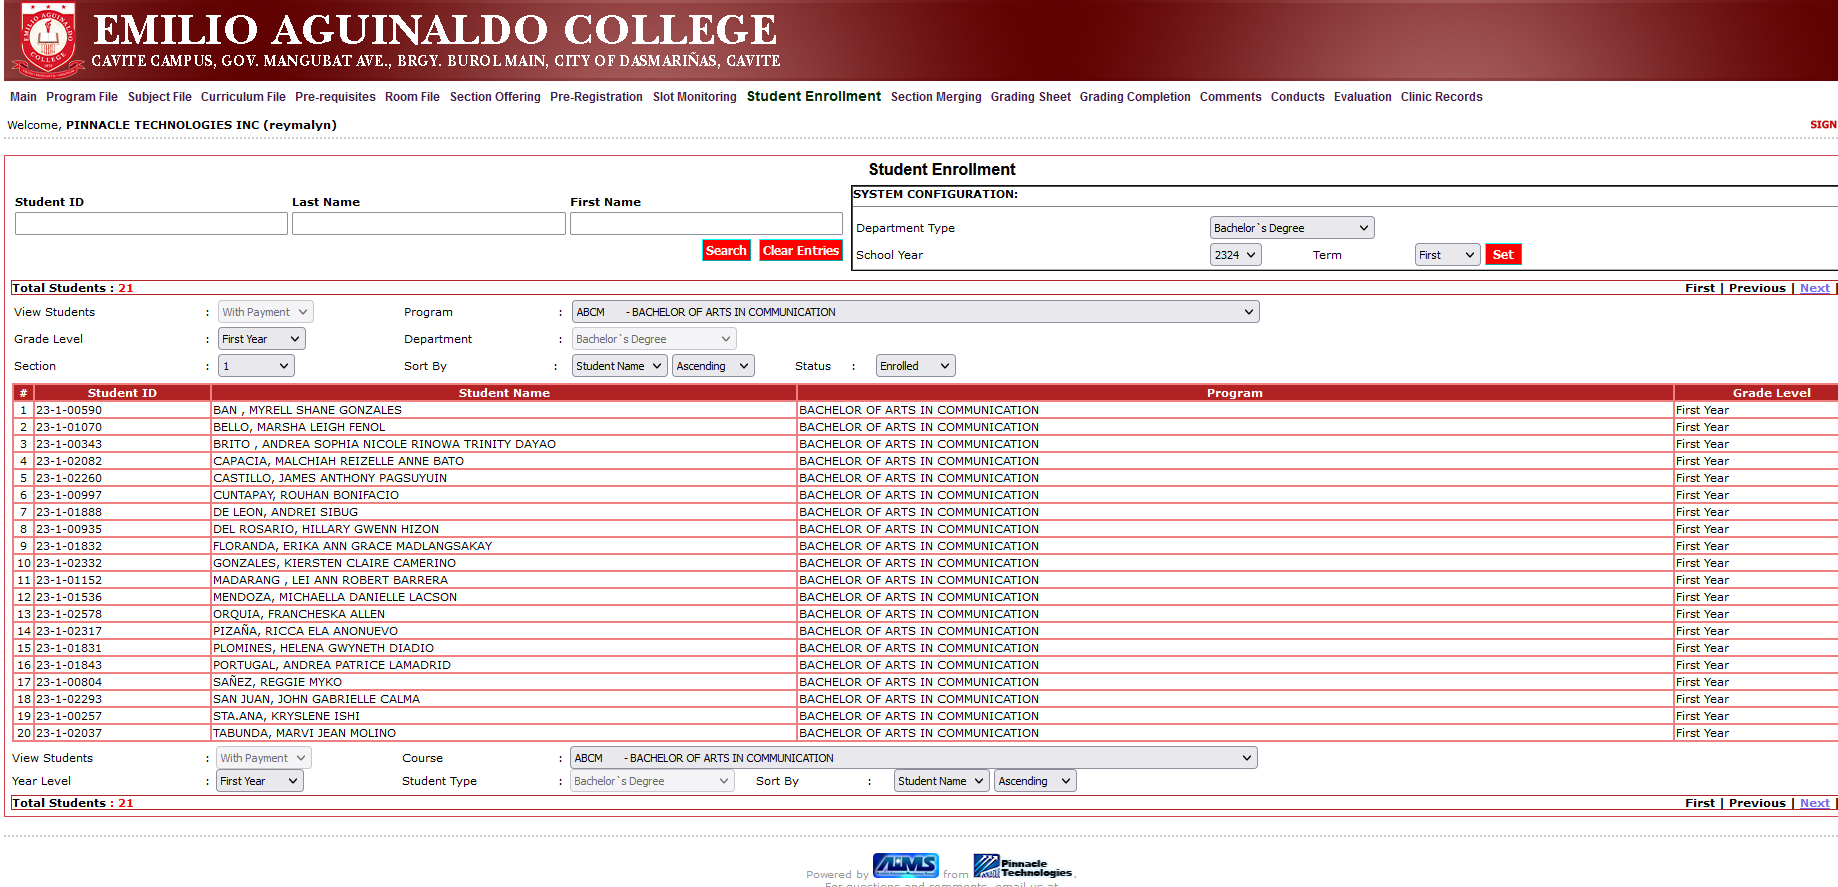 EMILIO AGUINALDO COLLEGE
CAVITE CAMPUS, GOV. MANGUBAT AVE., BRGY. BUROL MAIN, CITY OF DASMARIÑAS, CAVITE
Main Program File Subject File Curriculum File Pre-requisites Room File Section Offering Pre-Registration Slot Monitoring Student Enrollment Section Merging Grading Sheet Grading Completion Comments Conducts Evaluation Clinic Records
Welcome, PINNACLE TECHNOLOGIES INC (reymalyn) SIGN
Student Enrollment
Student ID Last Name First Name
Search Clear Entries
SYSTEM CONFIGURATION:
Department Type Bachelor`s Degree
School Year 2324 Term First Set
Total Students : 21 First | Previous | Next |
View Students : With Payment Program : ABCM - BACHELOR OF ARTS IN COMMUNICATION
Grade Level : First Year Department : Bachelor`s Degree
Section : 1 Sort By : Student Name Ascending Status : Enrolled
# Student ID Student Name Program Grade Level
1 23-1-00590 BAN , MYRELL SHANE GONZALES BACHELOR OF ARTS IN COMMUNICATION First Year
2 23-1-01070 BELLO, MARSHA LEIGH FENOL BACHELOR OF ARTS IN COMMUNICATION First Year
3 23-1-00343 BRITO , ANDREA SOPHIA NICOLE RINOWA TRINITY DAYAO BACHELOR OF ARTS IN COMMUNICATION First Year
4 23-1-02082 CAPACIA, MALCHIAH REIZELLE ANNE BATO BACHELOR OF ARTS IN COMMUNICATION First Year
5 23-1-02260 CASTILLO, JAMES ANTHONY PAGSUYUIN BACHELOR OF ARTS IN COMMUNICATION First Year
6 23-1-00997 CUNTAPAY, ROUHAN BONIFACIO BACHELOR OF ARTS IN COMMUNICATION First Year
7 23-1-01888 DE LEON, ANDREI SIBUG BACHELOR OF ARTS IN COMMUNICATION First Year
8 23-1-00935 DEL ROSARIO, HILLARY GWENN HIZON BACHELOR OF ARTS IN COMMUNICATION First Year
9 23-1-01832 FLORANDA, ERIKA ANN GRACE MADLANGSAKAY BACHELOR OF ARTS IN COMMUNICATION First Year
10 23-1-02332 GONZALES, KIERSTEN CLAIRE CAMERINO BACHELOR OF ARTS IN COMMUNICATION First Year
11 23-1-01152 MADARANG , LEI ANN ROBERT BARRERA BACHELOR OF ARTS IN COMMUNICATION First Year
12 23-1-01536 MENDOZA, MICHAELLA DANIELLE LACSON BACHELOR OF ARTS IN COMMUNICATION First Year
13 23-1-02578 ORQUIA, FRANCHESKA ALLEN BACHELOR OF ARTS IN COMMUNICATION First Year
14 23-1-02317 PIZAÑA, RICCA ELA ANONUEVO BACHELOR OF ARTS IN COMMUNICATION First Year
15 23-1-01831 PLOMINES, HELENA GWYNETH DIADIO BACHELOR OF ARTS IN COMMUNICATION First Year
16 23-1-01843 PORTUGAL, ANDREA PATRICE LAMADRID BACHELOR OF ARTS IN COMMUNICATION First Year
17 23-1-00804 SAÑEZ, REGGIE MYKO BACHELOR OF ARTS IN COMMUNICATION First Year
18 23-1-02293 SAN JUAN, JOHN GABRIELLE CALMA BACHELOR OF ARTS IN COMMUNICATION First Year
19 23-1-00257 STA.ANA, KRYSLENE ISHI BACHELOR OF ARTS IN COMMUNICATION First Year
20 23-1-02037 TABUNDA, MARVI JEAN MOLINO BACHELOR OF ARTS IN COMMUNICATION First Year
View Students : With Payment Course : ABCM - BACHELOR OF ARTS IN COMMUNICATION
Year Level : First Year Student Type : Bachelor`s Degree Sort By : Student Name Ascending
Total Students : 21 First | Previous | Next |
Powered by AIMS from Pinnacle Technologies.
For questions and comments, email us at